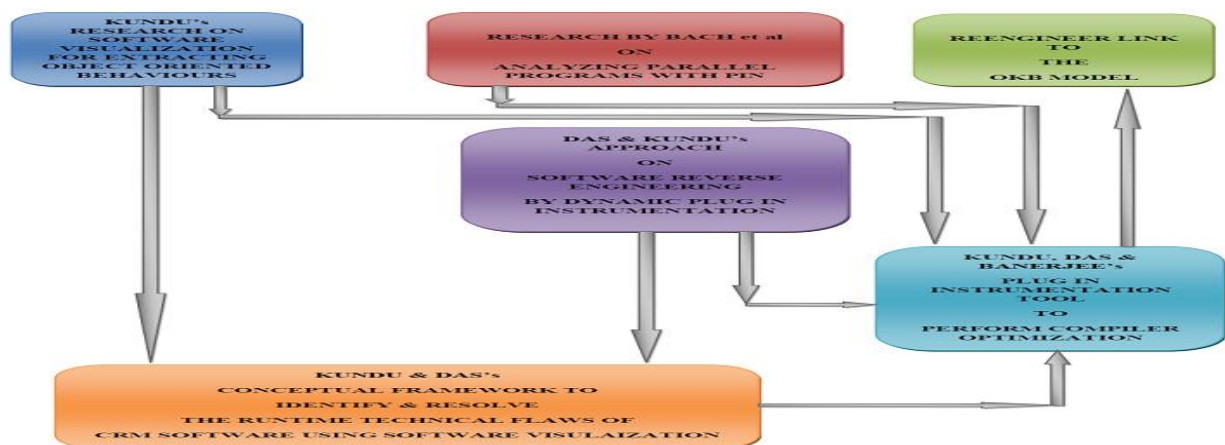 KUNDU's
RESEARCH ON
SOFTWARE
VISUALIZATION
FOR EXTRACTING
OBJECT ORIENTED
BEHAVIOURS
RESEARCH BY BACH et al
ON
ANALYZING PARALLEL
PROGRAMS WITH PIN
REENGINEER LINK
TO
THE
OKB MODEL
DAS & KUNDU's
APPROACH
ON
SOFTWARE REVERSE
ENGINEERING
BY DYNAMIC PLUG IN
INSTRUMENTATION
KUNDU, DAS &
BANERJEE's
PLUG IN
INSTRUMENTATION
TOOL
TO
PERFORM COMPILER
OPTIMIZATION
KUNDU & DAS's
CONCEPTUAL FRAMEWORK TO
IDENTIFY & RESOLVE
THE RUNTIME TECHNICAL FLAWS OF
CRM SOFTWARE USING SOFTWARE VISULAIZATION